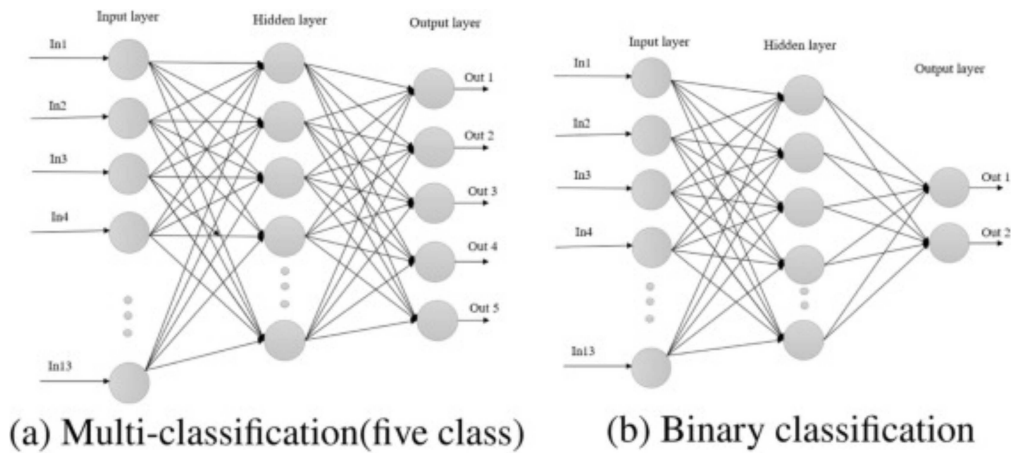 Input layer
Hidden layer
Output layer
In1
In2
In3
In4
In13
Out 1
Out 2
Out 3
Out 4
Out 5
(a) Multi-classification(five class)
Input layer
Hidden layer
Output layer
In1
In2
In3
In4
In13
Out 1
Out 2
(b) Binary classification